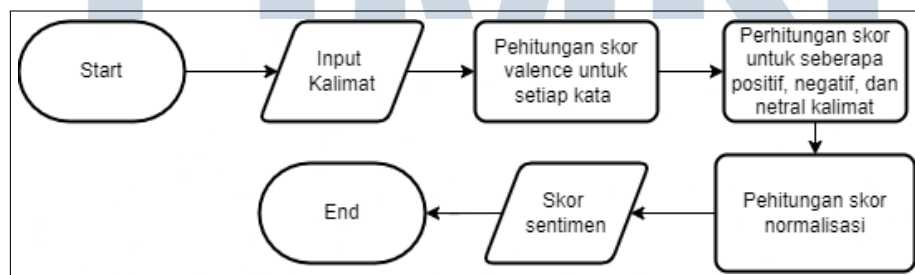 Start
Input
Kalimat
Pehitungan skor
valence untuk
setiap kata
Perhitungan skor
untuk seberapa
positif, negatif, dan
netral kalimat
Pehitungan skor
normalisasi
Skor
sentimen
End